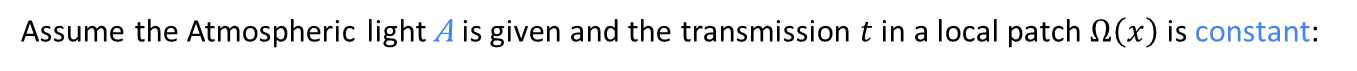 Assume the Atmospheric light A is given and the transmission t in a local patch Ω(x) is constant: